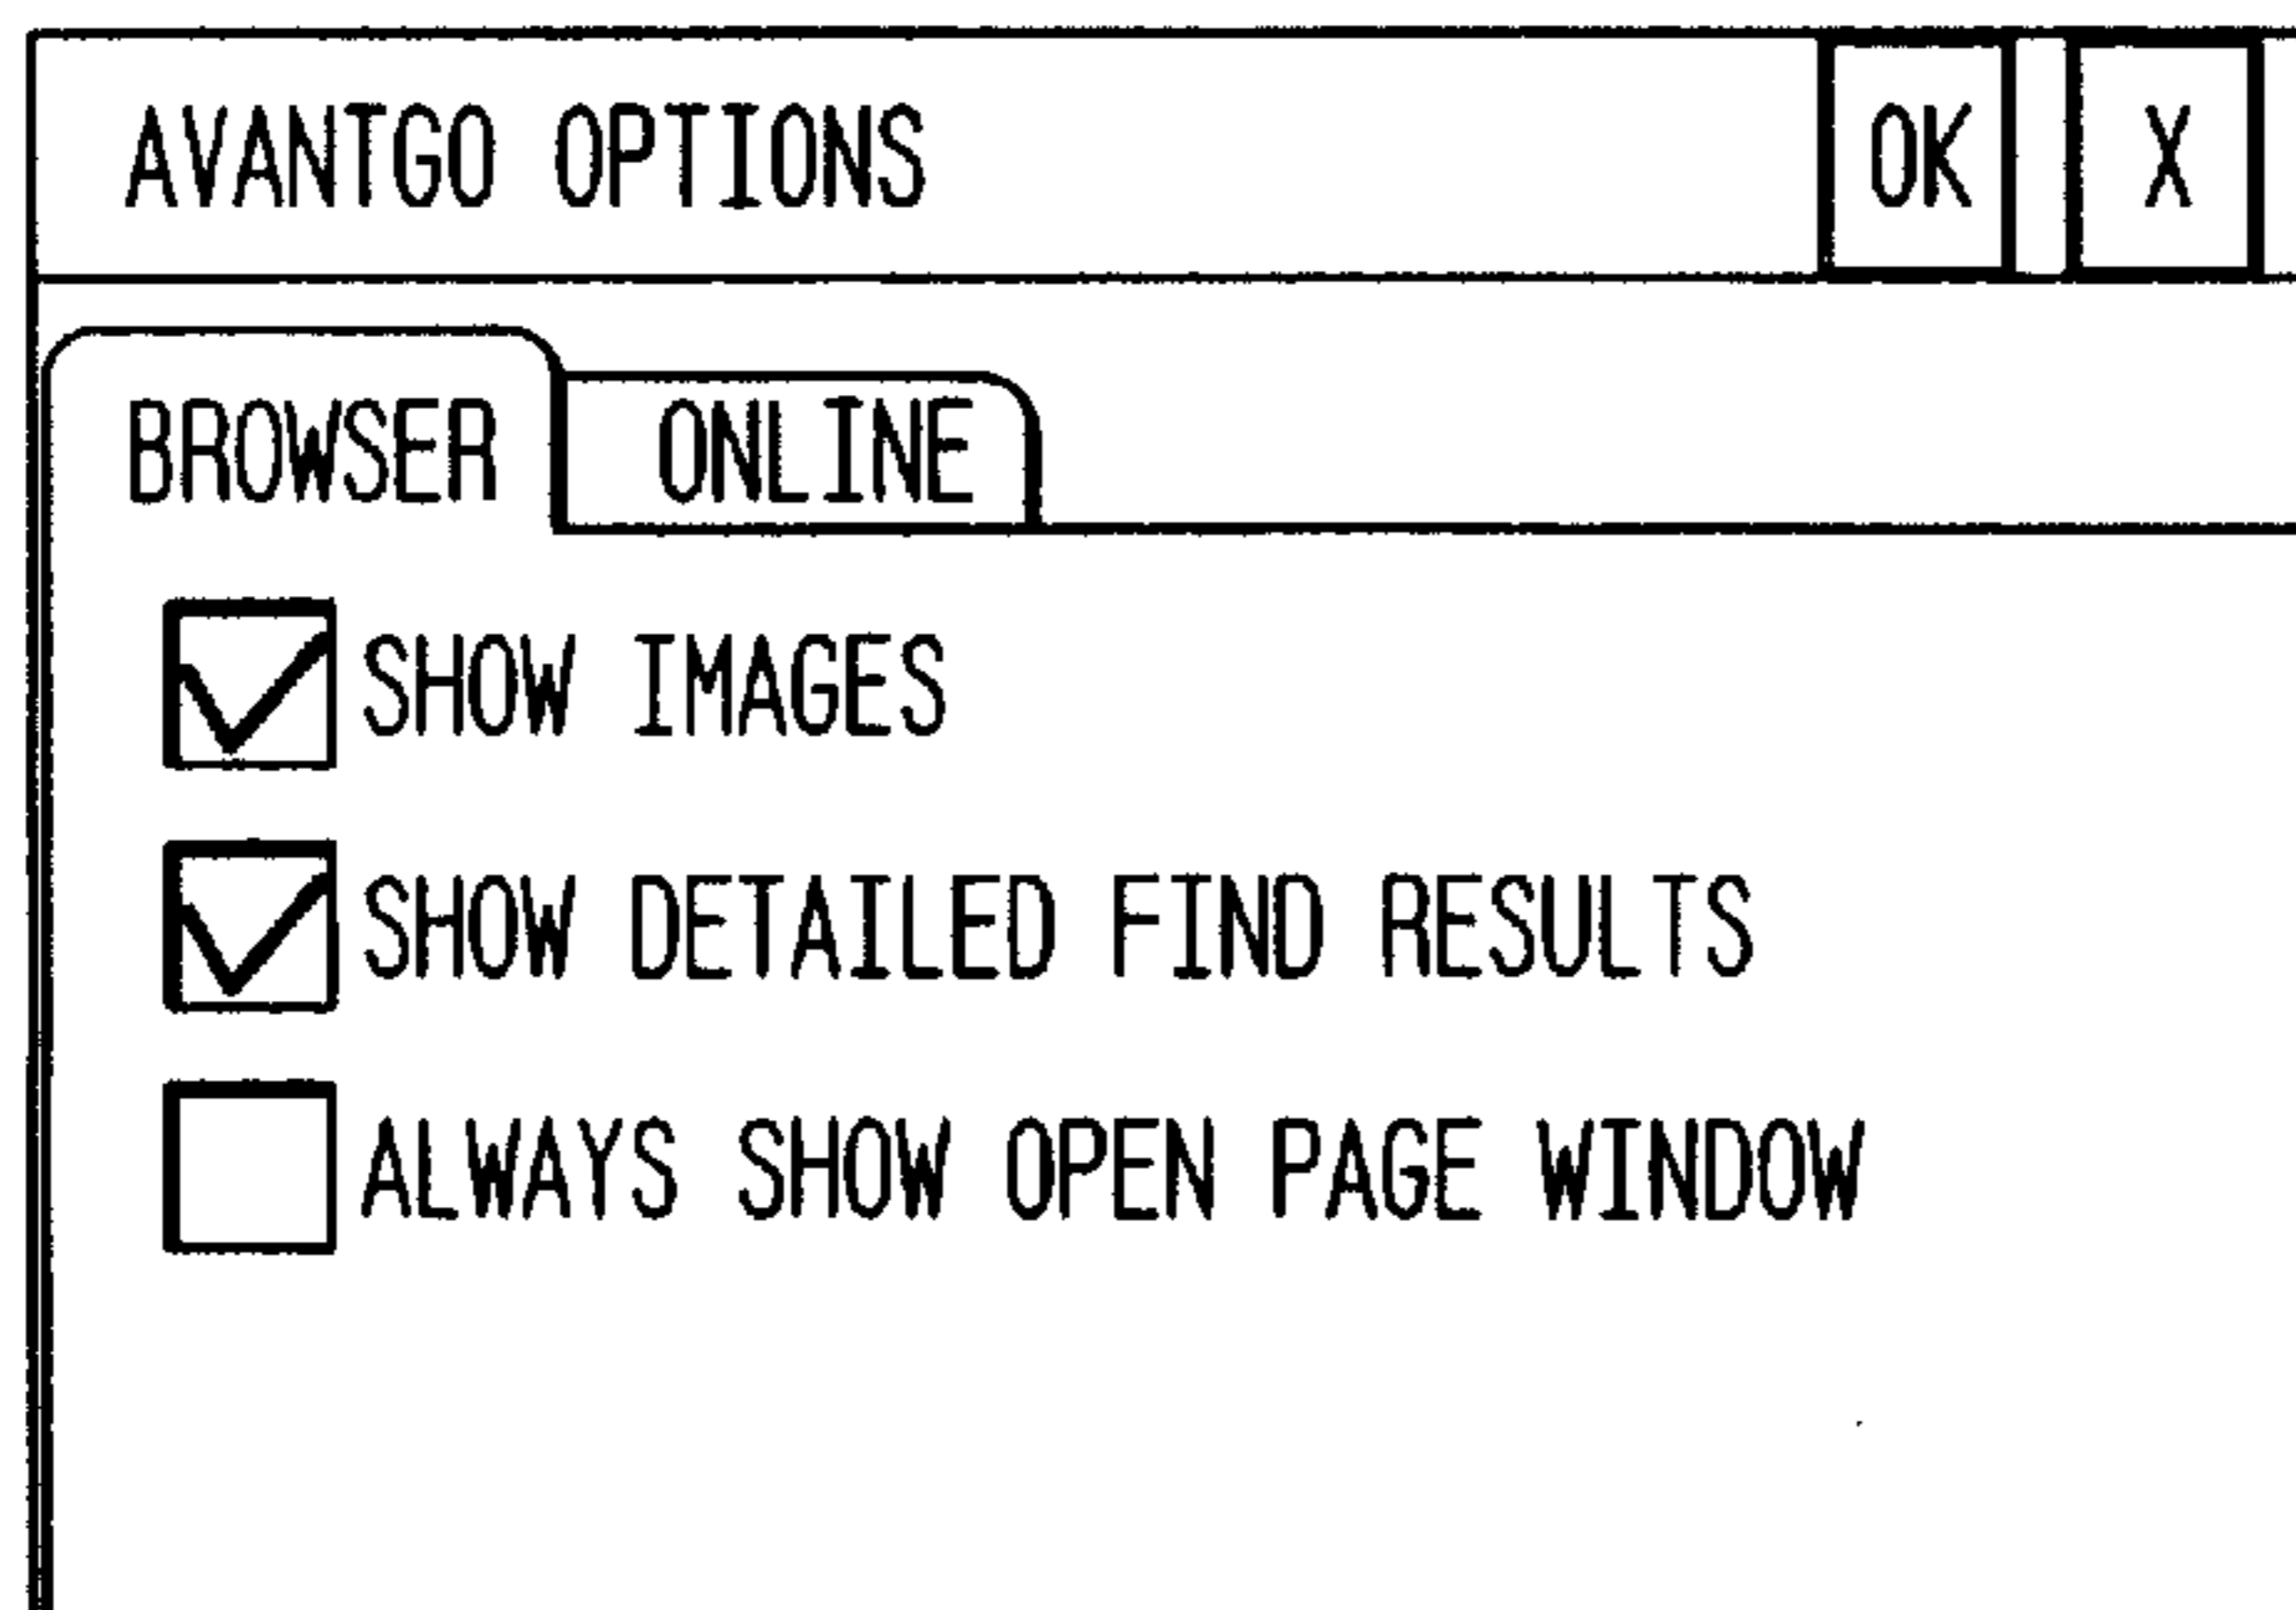 AVANTGO OPTIONS OK X
BROWSER ONLINE
SHOW IMAGES
SHOW DETAILED FIND RESULTS
ALWAYS SHOW OPEN PAGE WINDOW